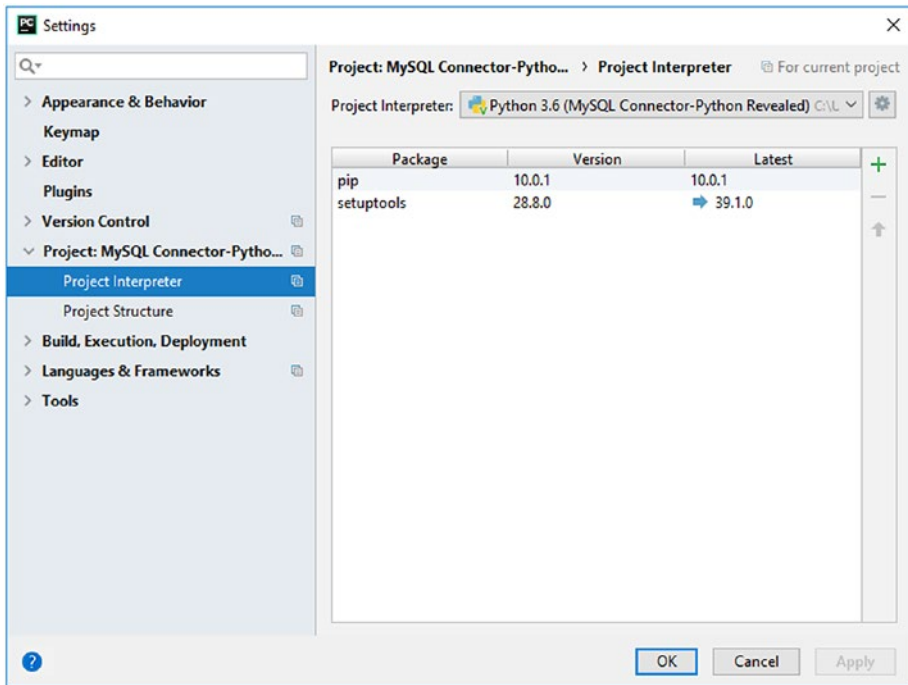 PC Settings
Project: MySQL Connector-Pytho... > Project Interpreter For current project
Appearance & Behavior
Keymap
Editor
Plugins
Version Control
Project: MySQL Connector-Pytho...
Project Interpreter
Project Structure
Build, Execution, Deployment
Languages & Frameworks
Tools
Project Interpreter: Python 3.6 (MySQL Connector-Python Revealed) C:\L
Package Version Latest
pip 10.0.1 10.0.1
setuptools 28.8.0 39.1.0
? OK Cancel Apply